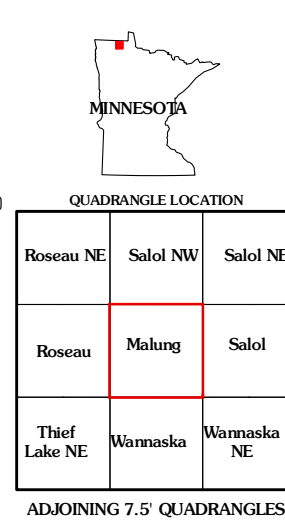 MINNESOTA
QUADRANGLE LOCATION
Roseau NE Salol NW Salol NE
Roseau Malung Salol
Thief Lake NE Wannaska Wannaska NE
ADJOINING 7.5' QUADRANGLES